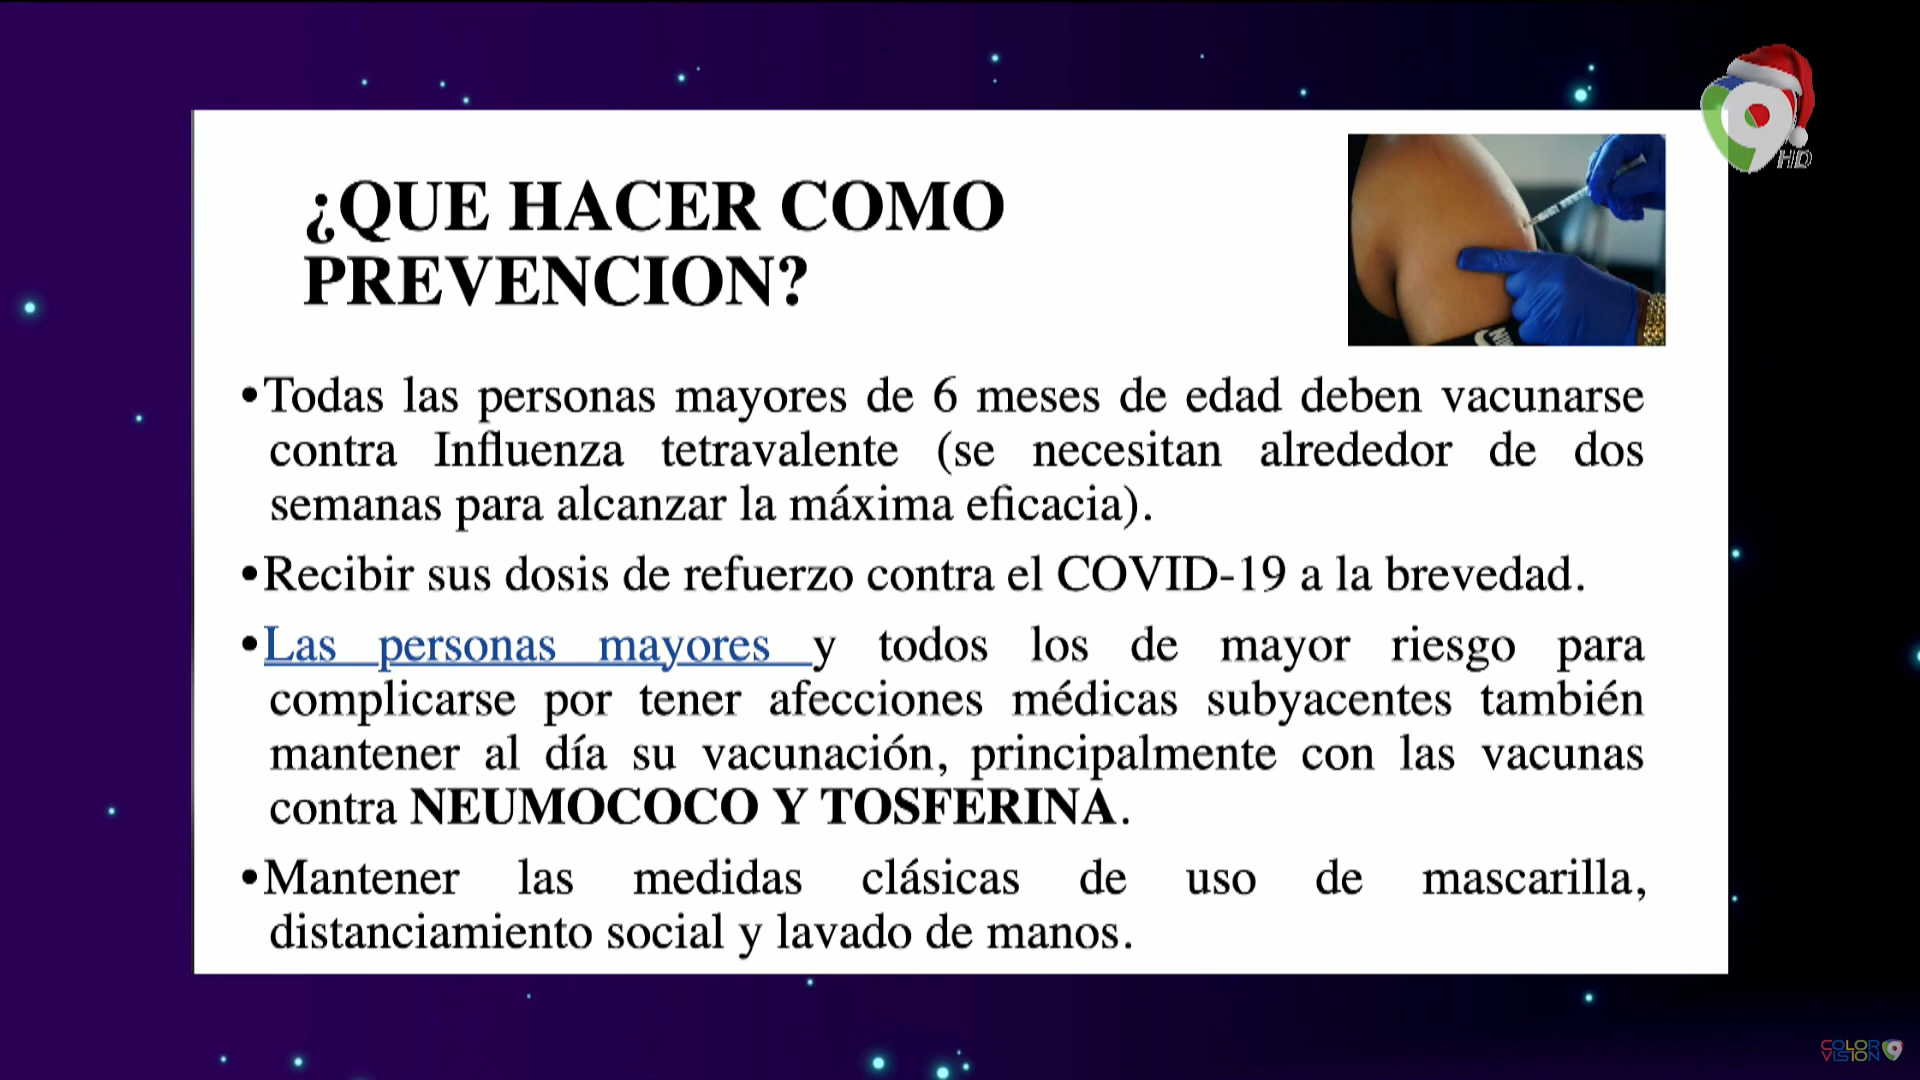 HD
¿QUE HACER COMO
PREVENCION?
•Todas las personas mayores de 6 meses de edad deben vacunarse
contra Influenza tetravalente (se necesitan alrededor de dos
semanas para alcanzar la máxima eficacia).
•Recibir sus dosis de refuerzo contra el COVID-19 a la brevedad.
•Las personas mayores y todos los de mayor riesgo para
complicarse por tener afecciones médicas subyacentes también
mantener al día su vacunación, principalmente con las vacunas
contra NEUMOCOCO Y TOSFERINA.
•Mantener las medidas clásicas de uso de mascarilla,
distanciamiento social y lavado de manos.
COLOR
VISION